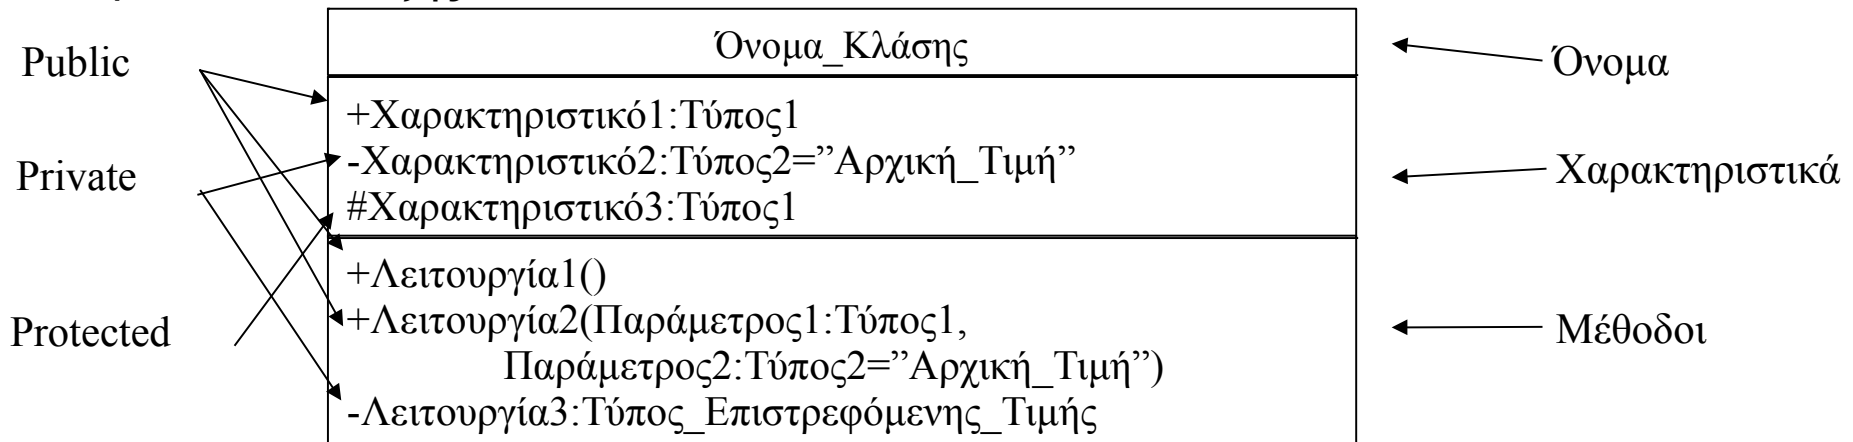 Public
Private
Protected
Όνομα_Κλάσης
+Χαρακτηριστικό1:Τύπος1
-Χαρακτηριστικό2:Τύπος2=”Αρχική_Τιμή”
#Χαρακτηριστικό3:Τύπος1
+Λειτουργία1()
+Λειτουργία2(Παράμετρος1:Τύπος1,
Παράμετρος2:Τύπος2=”Αρχική_Τιμή”)
-Λειτουργία3:Τύπος_Επιστρεφόμενης_Τιμής
Όνομα
Χαρακτηριστικά
Μέθοδοι